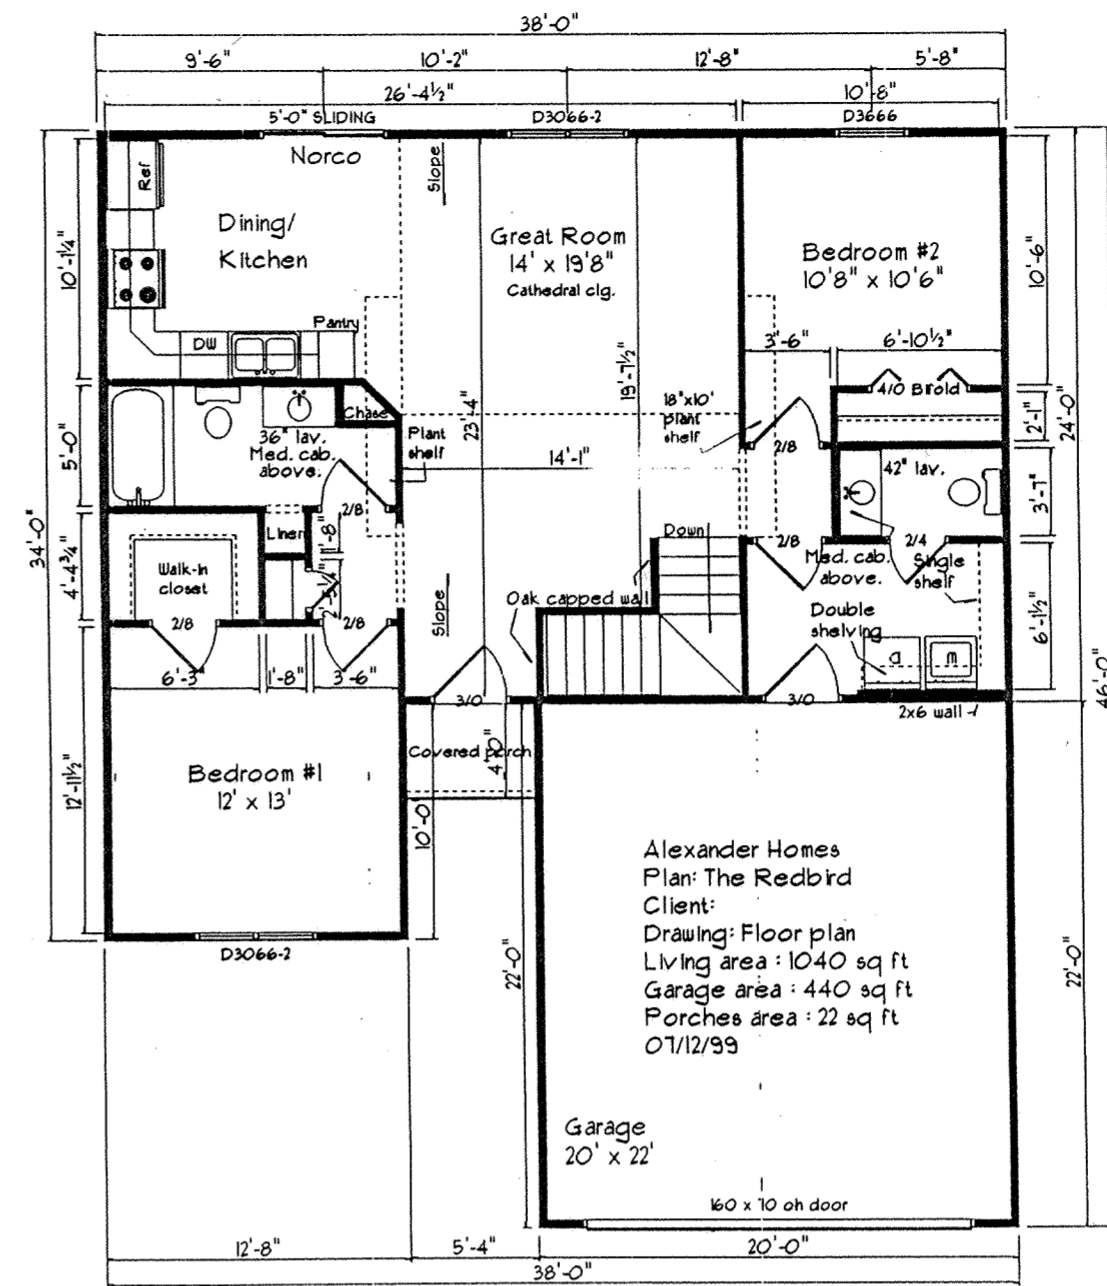 38'-0"
9'-6"
10'-2"
12'-8"
5'-8"
26'-4½"
10'-8"
5'-0" SLIDING
D3066-2
D3666
Norco
Slope
Ref
Dining/
Kitchen
Great Room
14' x 19'8"
Cathedral clg.
Bedroom #2
10'8" x 10'6"
10'-1¼"
10'-6"
Pantry
DW
3'-6"
6'-10½"
4/0 Bifold
19'-7½"
23'-4"
18"x10'
plant
shelf
2'-1"
24'-0"
Chase
36" lav.
Med. cab.
above.
Plant
shelf
5'-0"
14'-1"
2/8
42" lav.
3'-7"
34'-0"
2/8
Linen
1'-8"
Down
2/8
Med. cab.
above.
2/4
Single
shelf
4'-4¾"
Walk-in
closet
2'-5¼"
Oak capped wall
Double
shelving
6'-1½"
2/8
2/8
Slope
6'-3"
1'-8"
3'-6"
d
m
3/0
3/0
2x6 wall
46'-0"
Covered porch
4'-0"
Bedroom #1
12' x 13'
12'-11½"
10'-0
Alexander Homes
Plan: The Redbird
Client:
Drawing: Floor plan
Living area : 1040 sq ft
Garage area : 440 sq ft
Porches area : 22 sq ft
07/12/99
D3066-2
22'-0"
22'-0"
Garage
20' x 22'
160 x 70 oh door
12'-8"
5'-4"
20'-0"
38'-0"